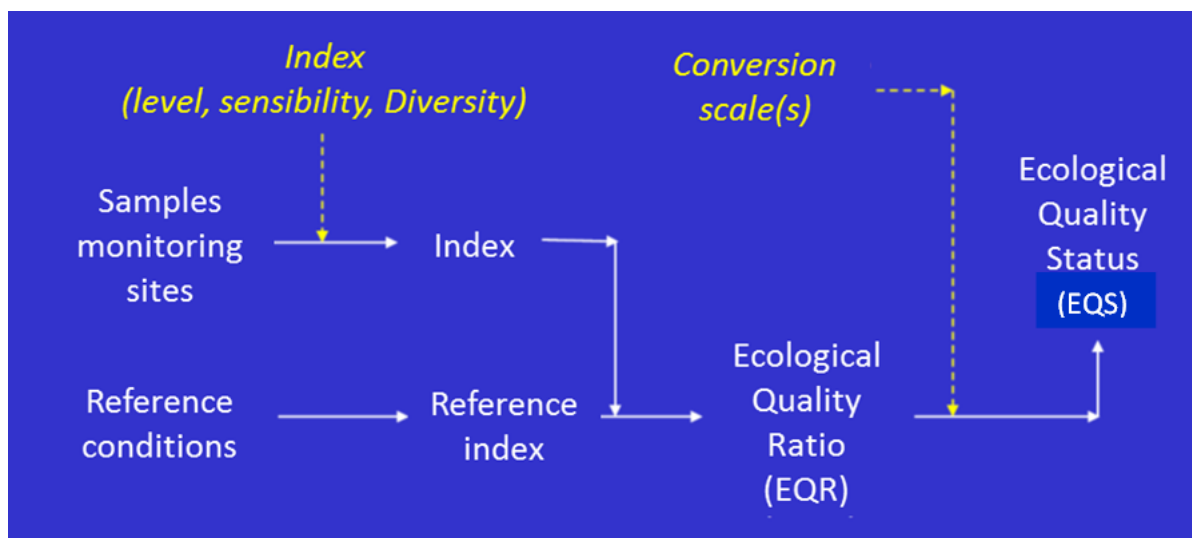 Index
(level, sensibility, Diversity)
Conversion
scale(s)
Samples
monitoring
sites
Index
Ecological
Quality
Status
(EQS)
Reference
conditions
Reference
index
Ecological
Quality
Ratio
(EQR)